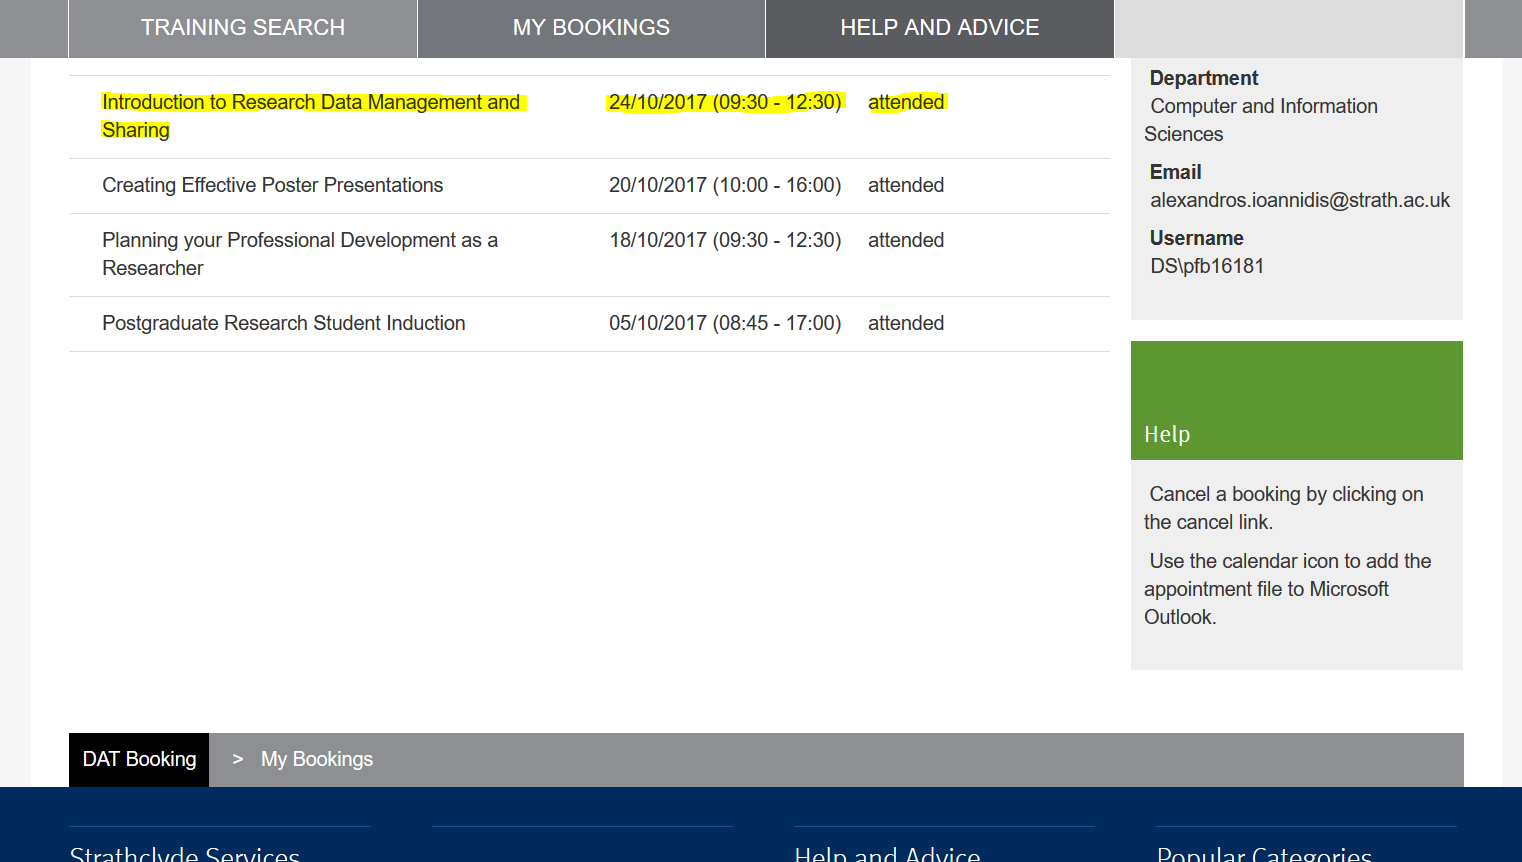 TRAINING SEARCH
MY BOOKINGS
HELP AND ADVICE
Introduction to Research Data Management and
Sharing
24/10/2017 (09:30 - 12:30)
attended
Creating Effective Poster Presentations
20/10/2017 (10:00 - 16:00)
attended
Planning your Professional Development as a
Researcher
18/10/2017 (09:30 - 12:30)
attended
Postgraduate Research Student Induction
05/10/2017 (08:45 - 17:00)
attended
Department
Computer and Information
Sciences
Email
alexandros.ioannidis@strath.ac.uk
Username
DS\pfb16181
Help
Cancel a booking by clicking on
the cancel link.
Use the calendar icon to add the
appointment file to Microsoft
Outlook.
DAT Booking > My Bookings
Strathclyde Services
Help and Advice
Popular Categories